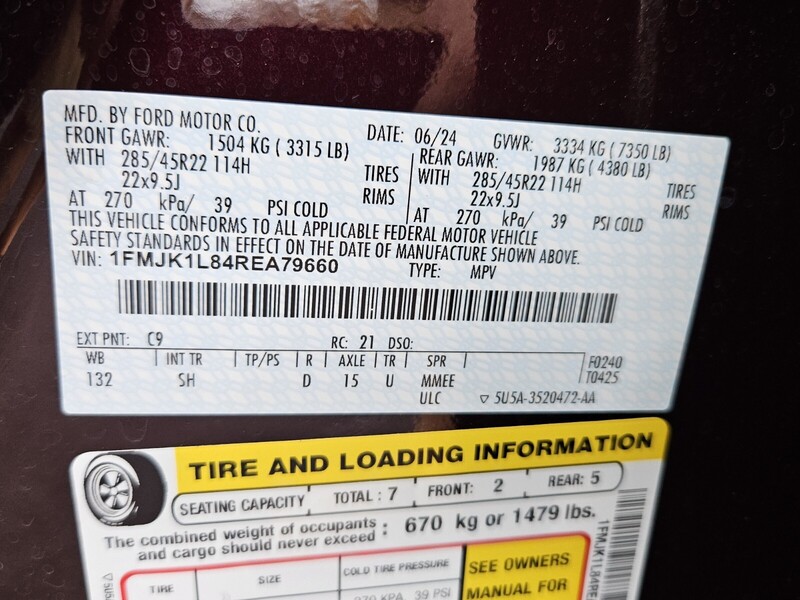 MFD. BY FORD MOTOR CO. DATE: 06/24 GVWR: 3334 KG ( 7350 LB)
FRONT GAWR: 1504 KG ( 3315 LB) REAR GAWR: 1987 KG ( 4380 LB)
WITH 285/45R22 114H TIRES WITH 285/45R22 114H TIRES
22x9.5J RIMS 22x9.5J RIMS
AT 270 kPa/ 39 PSI COLD AT 270 kPa/ 39 PSI COLD
THIS VEHICLE CONFORMS TO ALL APPLICABLE FEDERAL MOTOR VEHICLE
SAFETY STANDARDS IN EFFECT ON THE DATE OF MANUFACTURE SHOWN ABOVE.
VIN: 1FMJK1L84REA79660 TYPE: MPV
EXT PNT: C9 RC: 21 DSO:
WB INT TR TP/PS R AXLE TR SPR F0240
132 SH D 15 U MMEE T0425
ULC ▽ 5U5A-3520472-AA
TIRE AND LOADING INFORMATION
SEATING CAPACITY TOTAL : 7 FRONT: 2 REAR: 5
The combined weight of occupants : 670 kg or 1479 lbs.
and cargo should never exceed
TIRE SIZE COLD TIRE PRESSURE SEE OWNERS
39 PSI MANUAL FOR